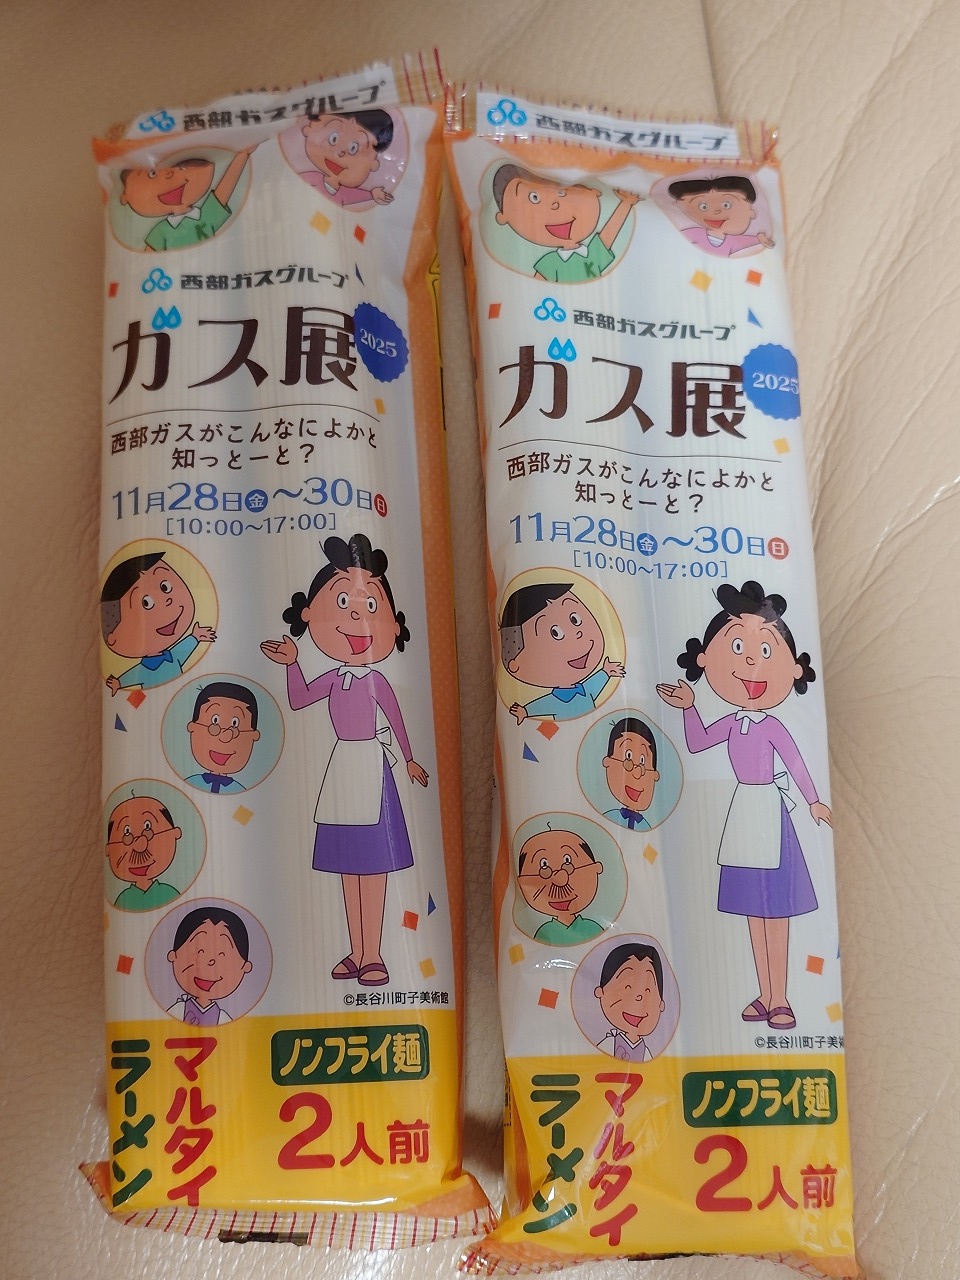 西部ガスグループ
K
西部ガスグループ
ガス展
2025
西部ガスがこんなによかと
知っとーと?
11月28日金〜30日日
[10:00〜17:00]
©長谷川町子美術館
マルタイ
ラーメン
ノンフライ麺
2人前
西部ガスグループ
K
西部ガスグループ
ガス展
2025
西部ガスがこんなによかと
知っとーと?
11月28日金〜30日日
[10:00〜17:00]
©長谷川町子美術
マルタイ
ラーメン
ノンフライ麺
2人前